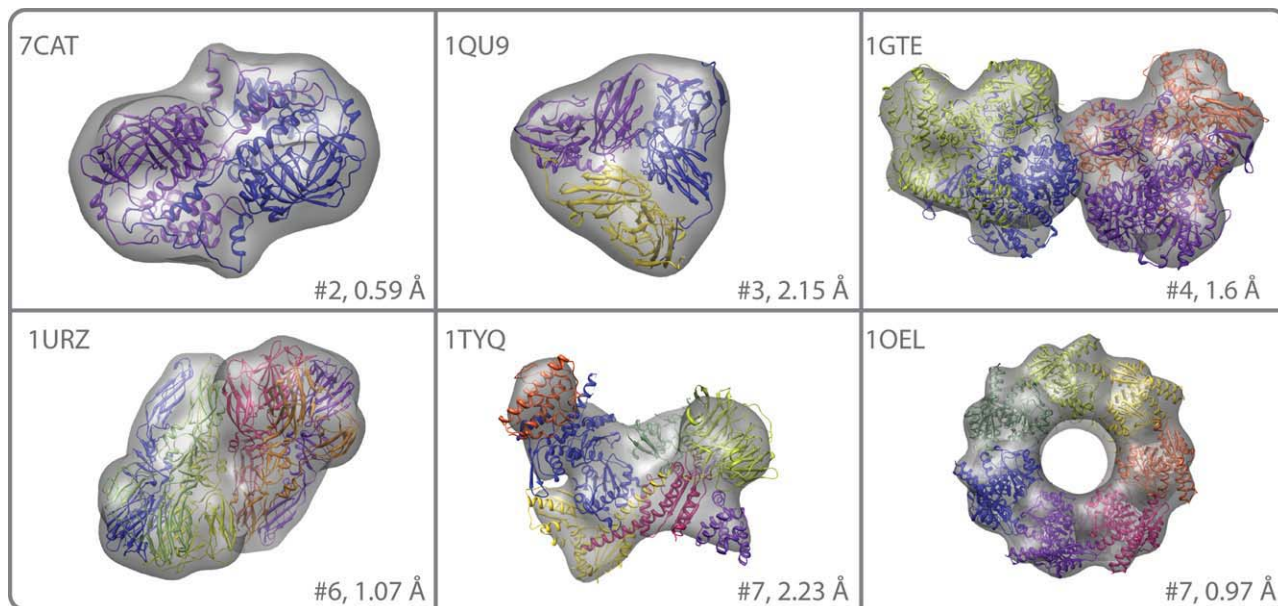 7CAT
#2, 0.59 Å
1QU9
#3, 2.15 Å
1GTE
#4, 1.6 Å
1URZ
#6, 1.07 Å
1TYQ
#7, 2.23 Å
1OEL
#7, 0.97 Å